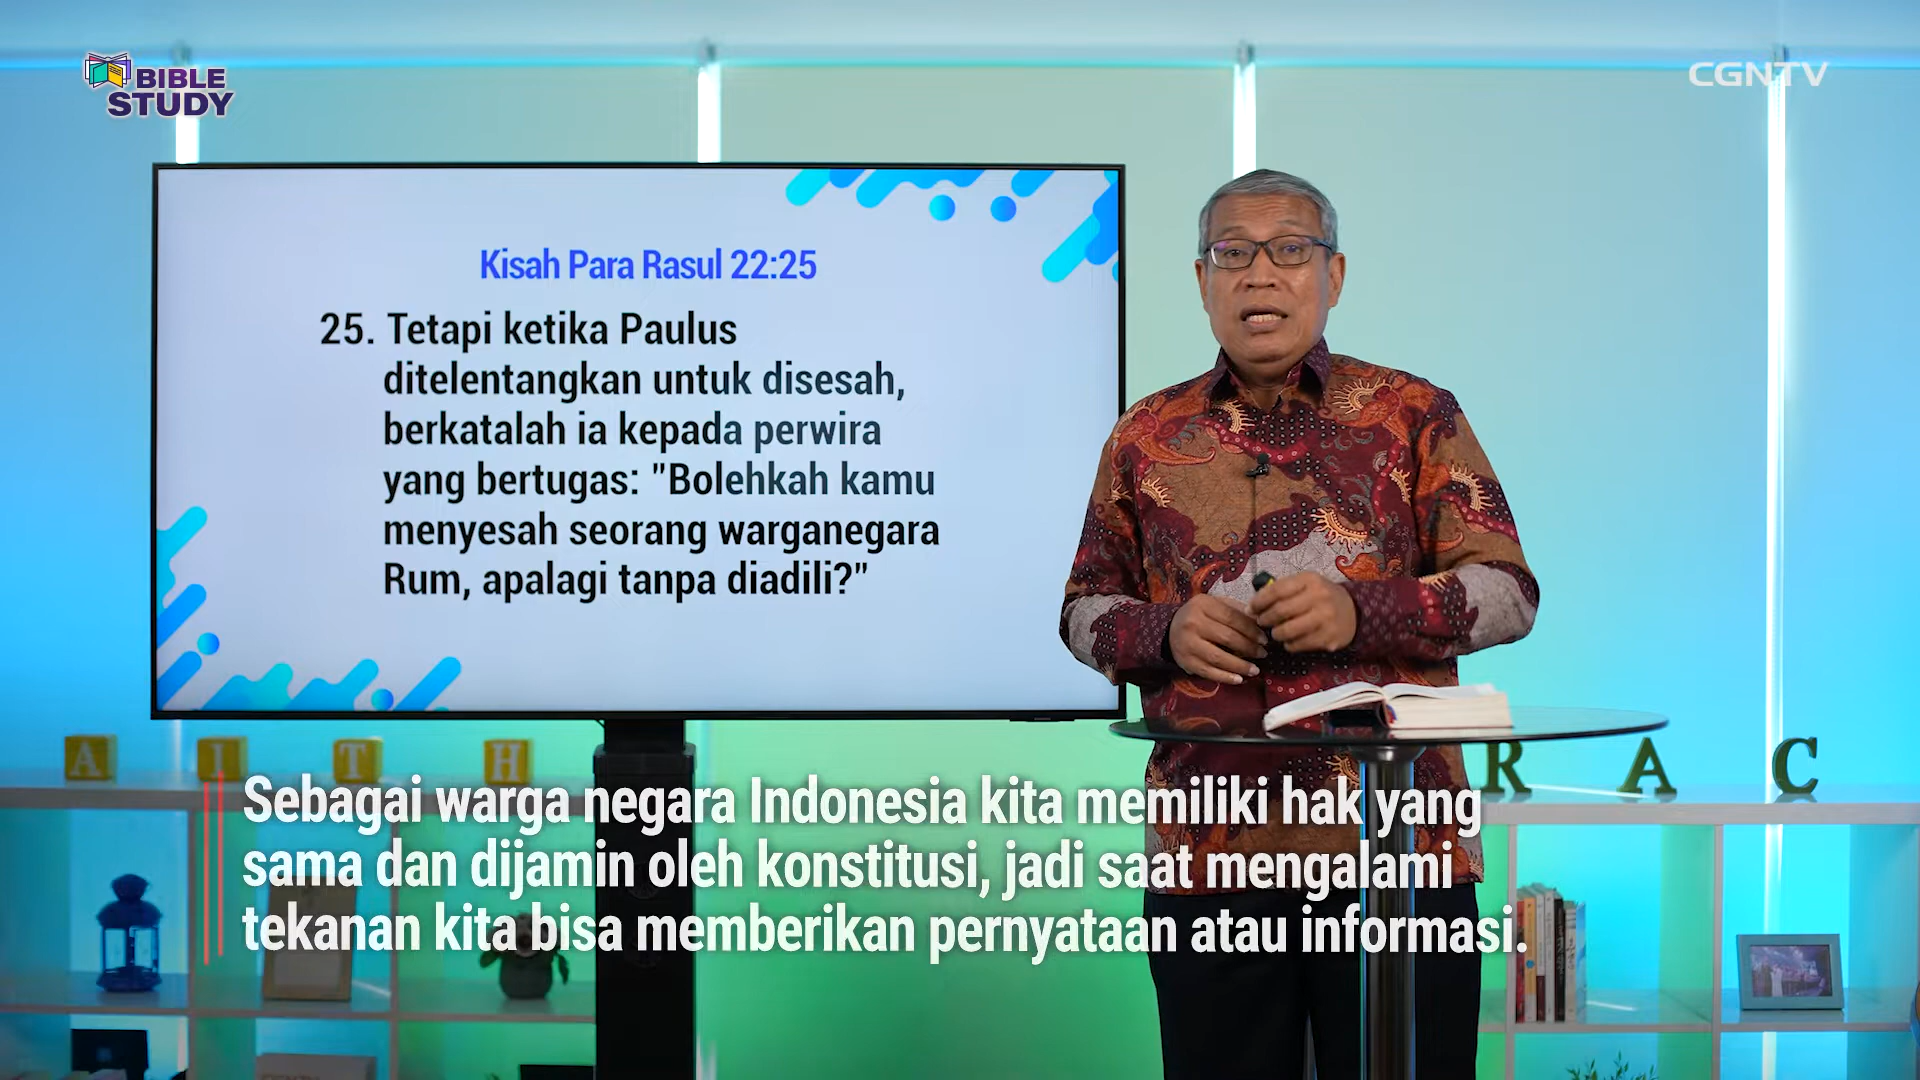 BIBLE
STUDY
CGNTV
Kisah Para Rasul 22:25
25. Tetapi ketika Paulus
ditelentangkan untuk disesah,
berkatalah ia kepada perwira
yang bertugas: "Bolehkah kamu
menyesah seorang warganegara
Rum, apalagi tanpa diadili?"
A I T H
R A C
Sebagai warga negara Indonesia kita memiliki hak yang
sama dan dijamin oleh konstitusi, jadi saat mengalami
tekanan kita bisa memberikan pernyataan atau informasi.
CGNTV